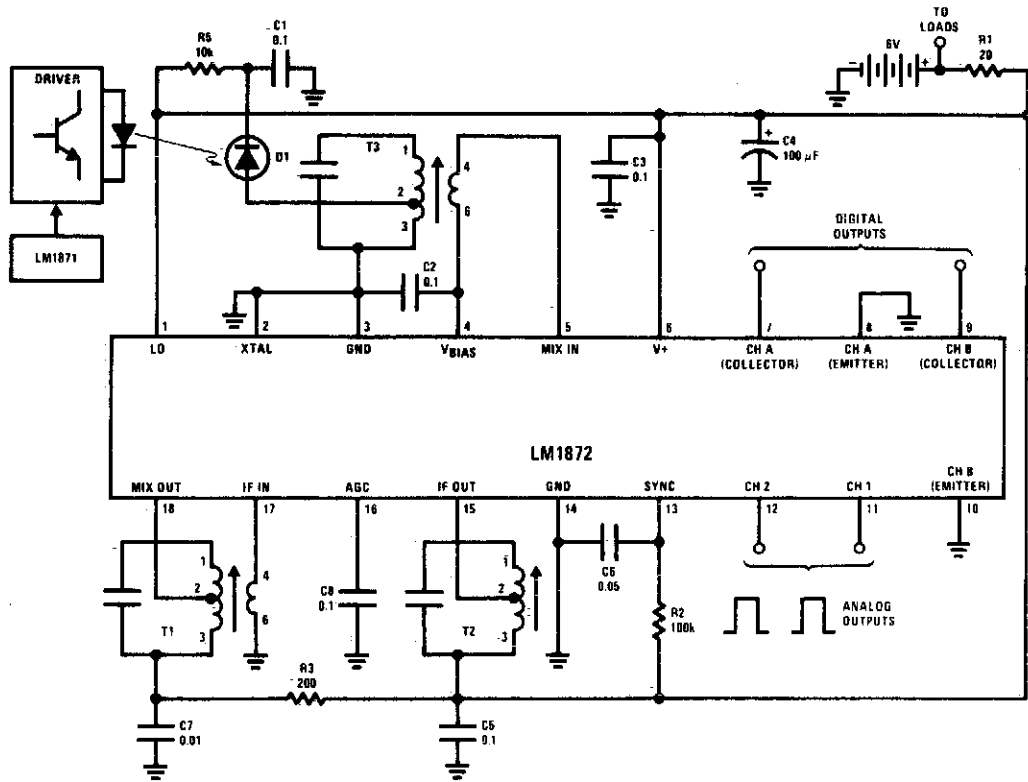 TO
LOADS
C1
0.1
R5
10k
6V
R1
20
− +
DRIVER
D1
T3
1
2
3
4
6
C3
0.1
+
C4
100 µF
LM1871
C2
0.1
DIGITAL
OUTPUTS
1 2 3 4 5 6 7 8 9
LO XTAL GND VBIAS MIX IN V+ CH A CH A CH B
(COLLECTOR) (EMITTER) (COLLECTOR)
LM1872
CH B
MIX OUT IF IN AGC IF OUT GND SYNC CH 2 CH 1 (EMITTER)
18 17 16 15 14 13 12 11 10
1
2
3
4
6
T1
C8
0.1
1
2
3
T2
C6
0.05
R2
100k
ANALOG
OUTPUTS
R3
200
C7
0.01
C5
0.1